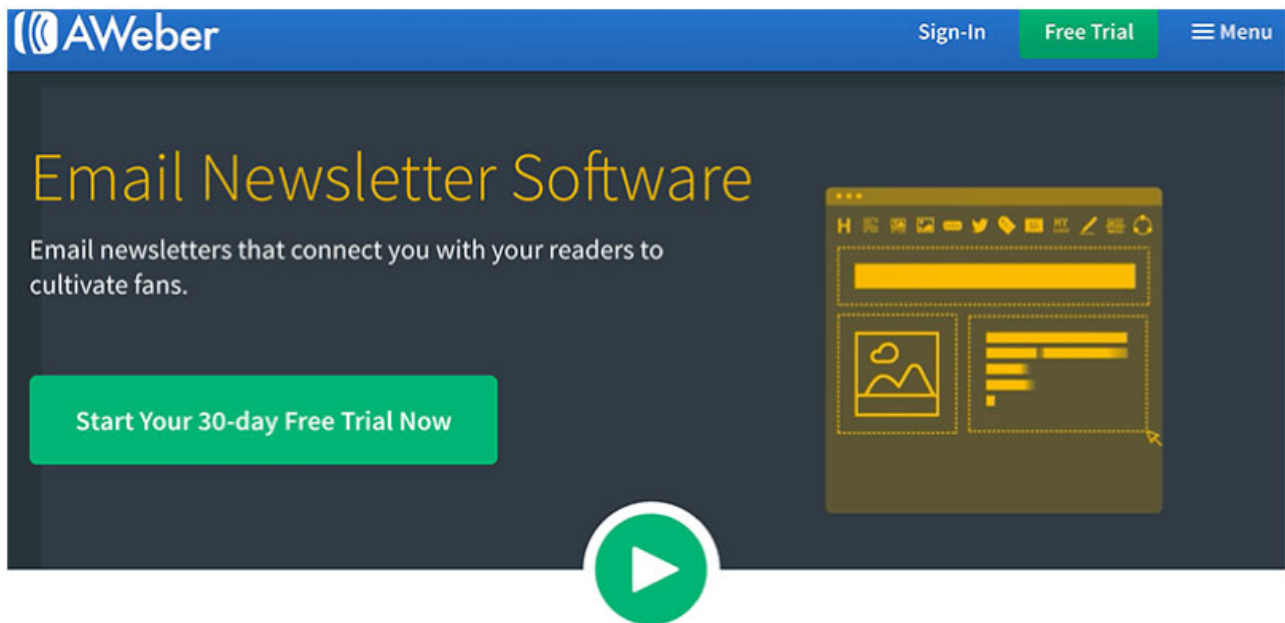 AWeber
Sign-In
Free Trial
Menu
Email Newsletter Software
Email newsletters that connect you with your readers to
cultivate fans.
Start Your 30-day Free Trial Now
H
MY